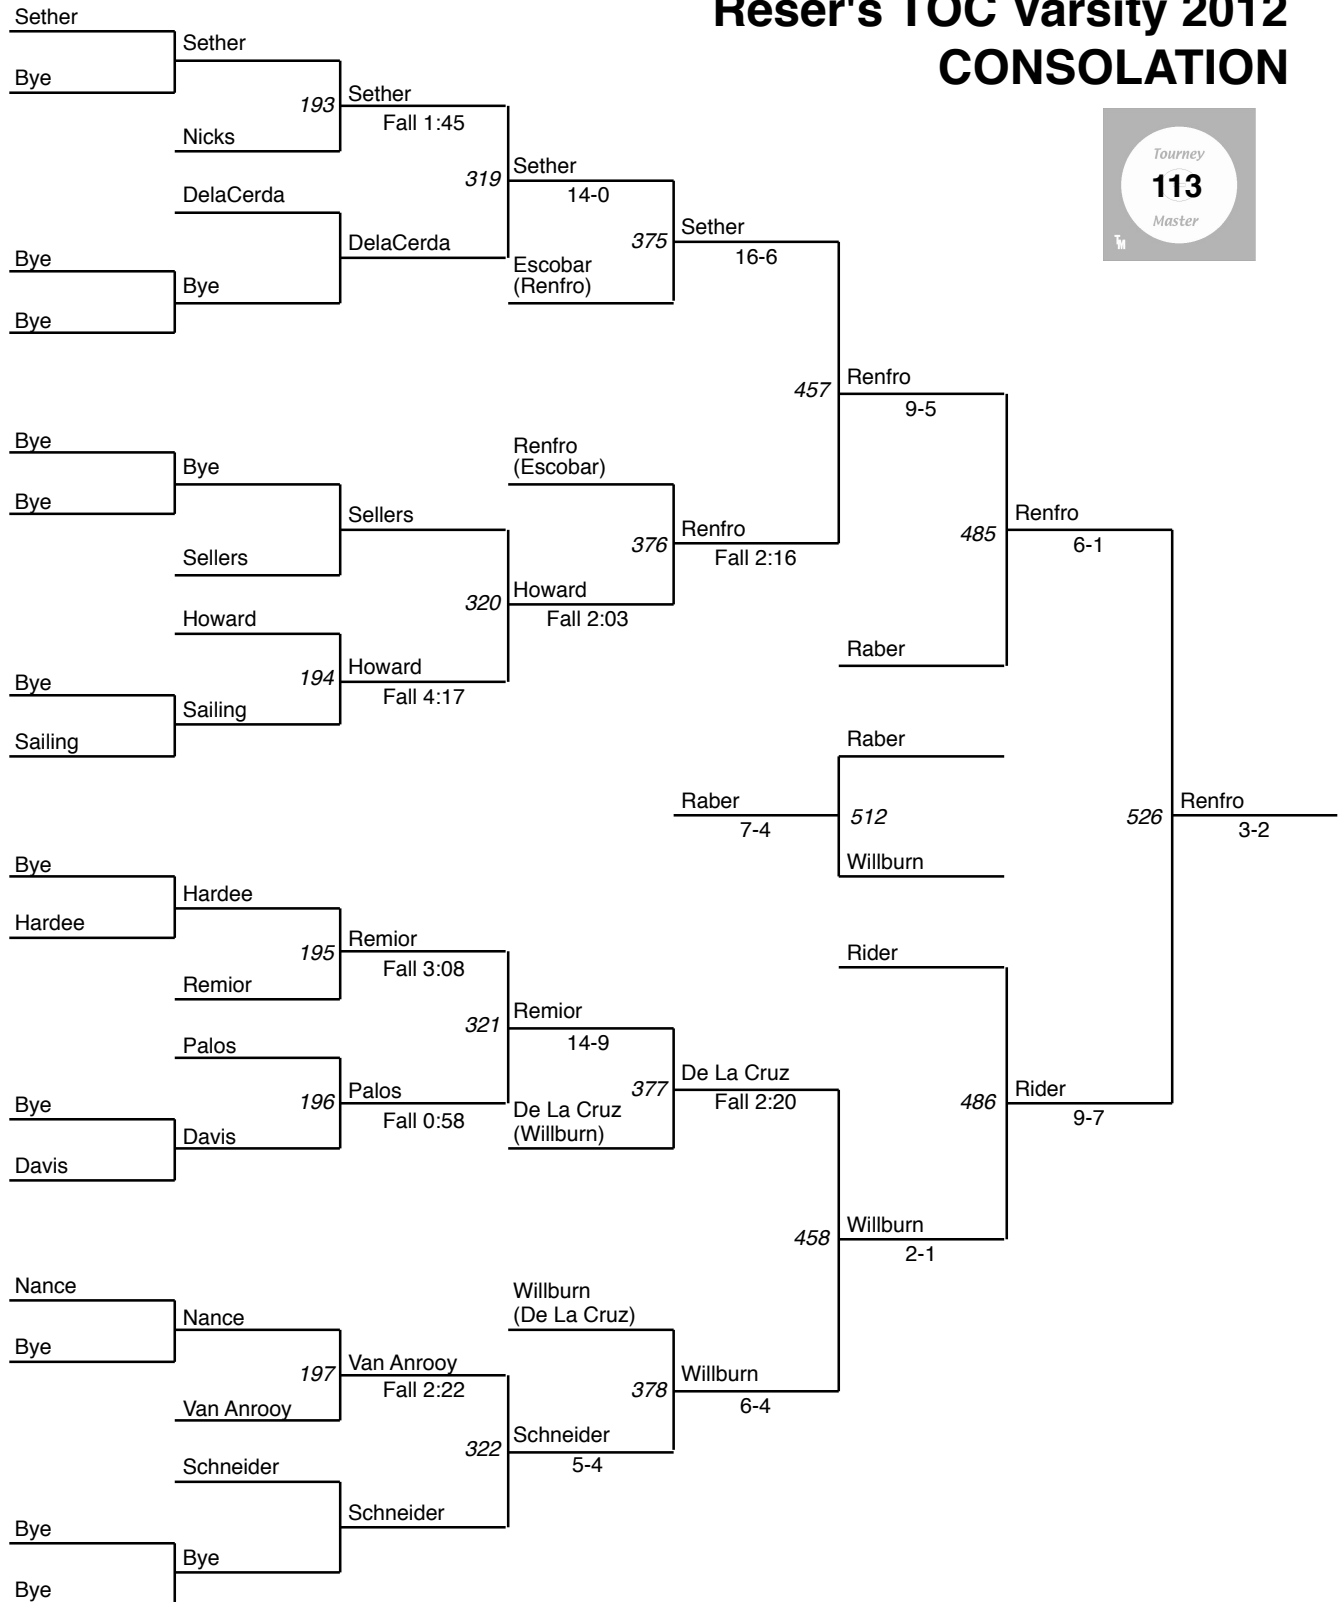 Reser's TOC Varsity 2012
CONSOLATION
Tourney
113
Master
TM
Sether
Sether
Bye
193
Sether
Fall 1:45
Nicks
319
Sether
14-0
DelaCerda
DelaCerda
375
Sether
16-6
Bye
Bye
Escobar
(Renfro)
Bye
457
Renfro
9-5
Bye
Bye
Renfro
(Escobar)
Bye
Sellers
376
Renfro
Fall 2:16
485
Renfro
6-1
Sellers
320
Howard
Fall 2:03
Howard
194
Howard
Fall 4:17
Raber
Bye
Sailing
Sailing
Raber
Raber
7-4
512
526
Renfro
3-2
Willburn
Bye
Hardee
Hardee
195
Remior
Fall 3:08
Rider
Remior
321
Remior
14-9
Palos
377
De La Cruz
Fall 2:20
196
Palos
Fall 0:58
486
Rider
9-7
Bye
De La Cruz
(Willburn)
Davis
Davis
458
Willburn
2-1
Nance
Nance
Willburn
(De La Cruz)
Bye
197
Van Anrooy
Fall 2:22
378
Willburn
6-4
Van Anrooy
322
Schneider
5-4
Schneider
Schneider
Bye
Bye
Bye